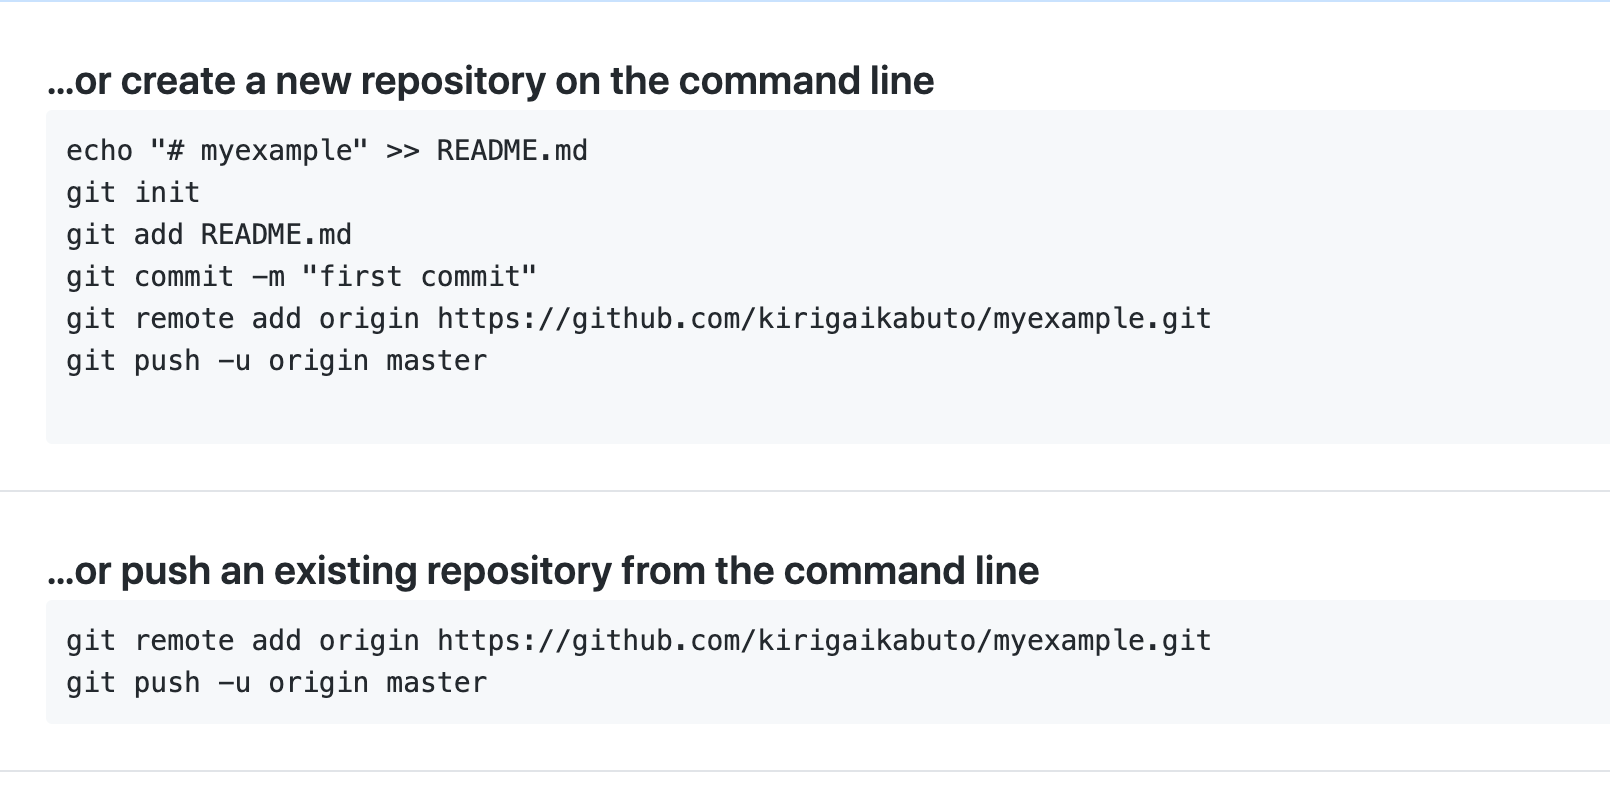 ...or create a new repository on the command line
echo "# myexample" >> README.md
git init
git add README.md
git commit -m "first commit"
git remote add origin https://github.com/kirigaikabuto/myexample.git
git push -u origin master
...or push an existing repository from the command line
git remote add origin https://github.com/kirigaikabuto/myexample.git
git push -u origin master